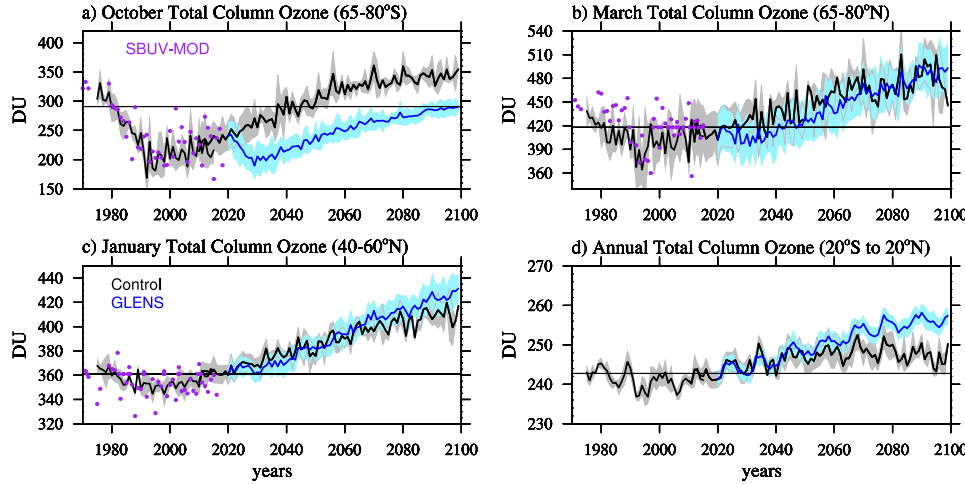 a) October Total Column Ozone (65-80°S)
SBUV-MOD
DU
400
350
300
250
200
150
1980 2000 2020 2040 2060 2080 2100
b) March Total Column Ozone (65-80°N)
DU
540
510
480
450
420
390
360
1980 2000 2020 2040 2060 2080 2100
c) January Total Column Ozone (40-60°N)
Control
GLENS
DU
440
420
400
380
360
340
320
1980 2000 2020 2040 2060 2080 2100
years
d) Annual Total Column Ozone (20°S to 20°N)
DU
270
260
250
240
230
1980 2000 2020 2040 2060 2080 2100
years